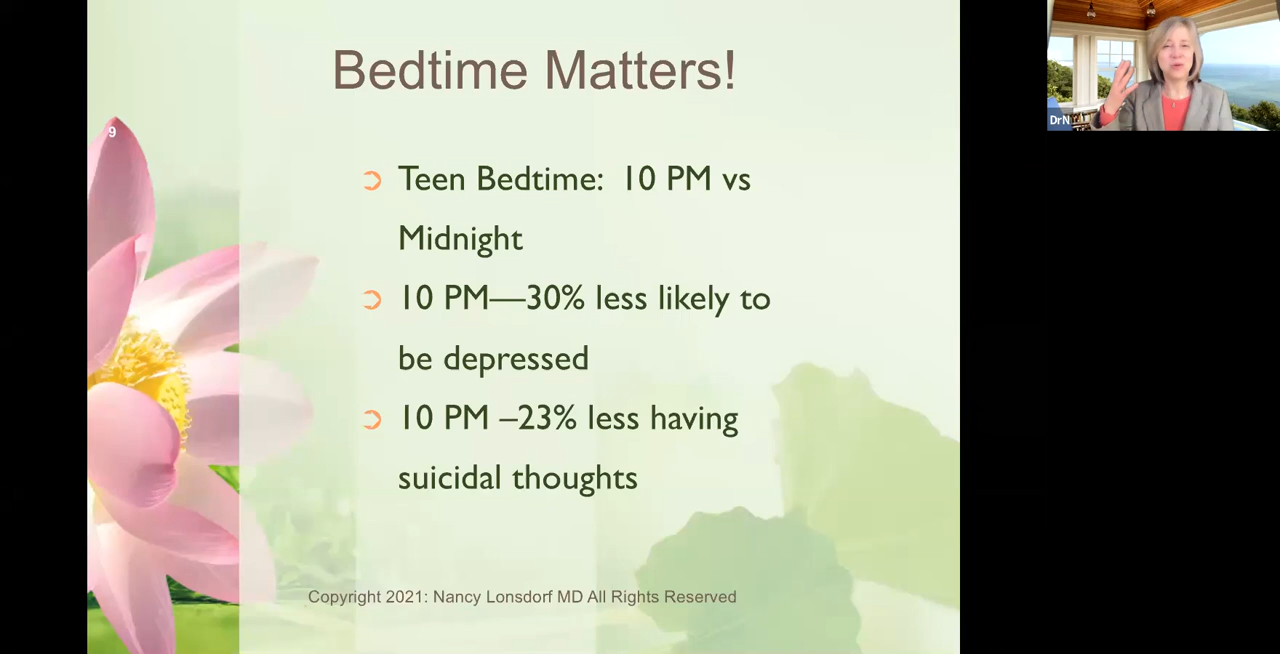 Bedtime Matters!
9
Teen Bedtime:  10 PM vs
Midnight
10 PM—30% less likely to
be depressed
10 PM –23% less having
suicidal thoughts
Copyright 2021: Nancy Lonsdorf MD All Rights Reserved
DrN